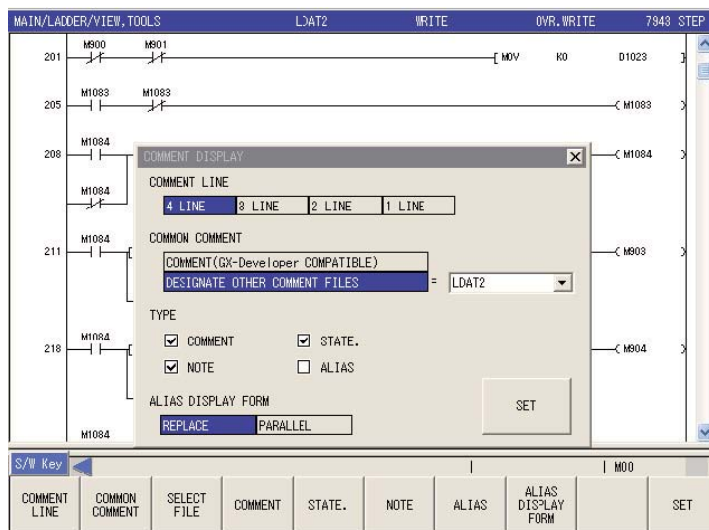 MAIN/LADDER/VIEW,TOOLS LDAT2 WRITE OVR.WRITE 7943 STEP
M900 M901
201 MOV K0 D1023
M1083 M1083
205 M1083
M1084
208 M1084
M1084
M1084
211 M903
M1084
218 M904
M1084
COMMENT DISPLAY
COMMENT LINE
4 LINE 3 LINE 2 LINE 1 LINE
COMMON COMMENT
COMMENT(GX-Developer COMPATIBLE)
DESIGNATE OTHER COMMENT FILES = LDAT2
TYPE
COMMENT STATE.
NOTE ALIAS
ALIAS DISPLAY FORM
REPLACE PARALLEL
SET
S/W Key M00
COMMENT LINE COMMON COMMENT SELECT FILE COMMENT STATE. NOTE ALIAS ALIAS DISPLAY FORM SET